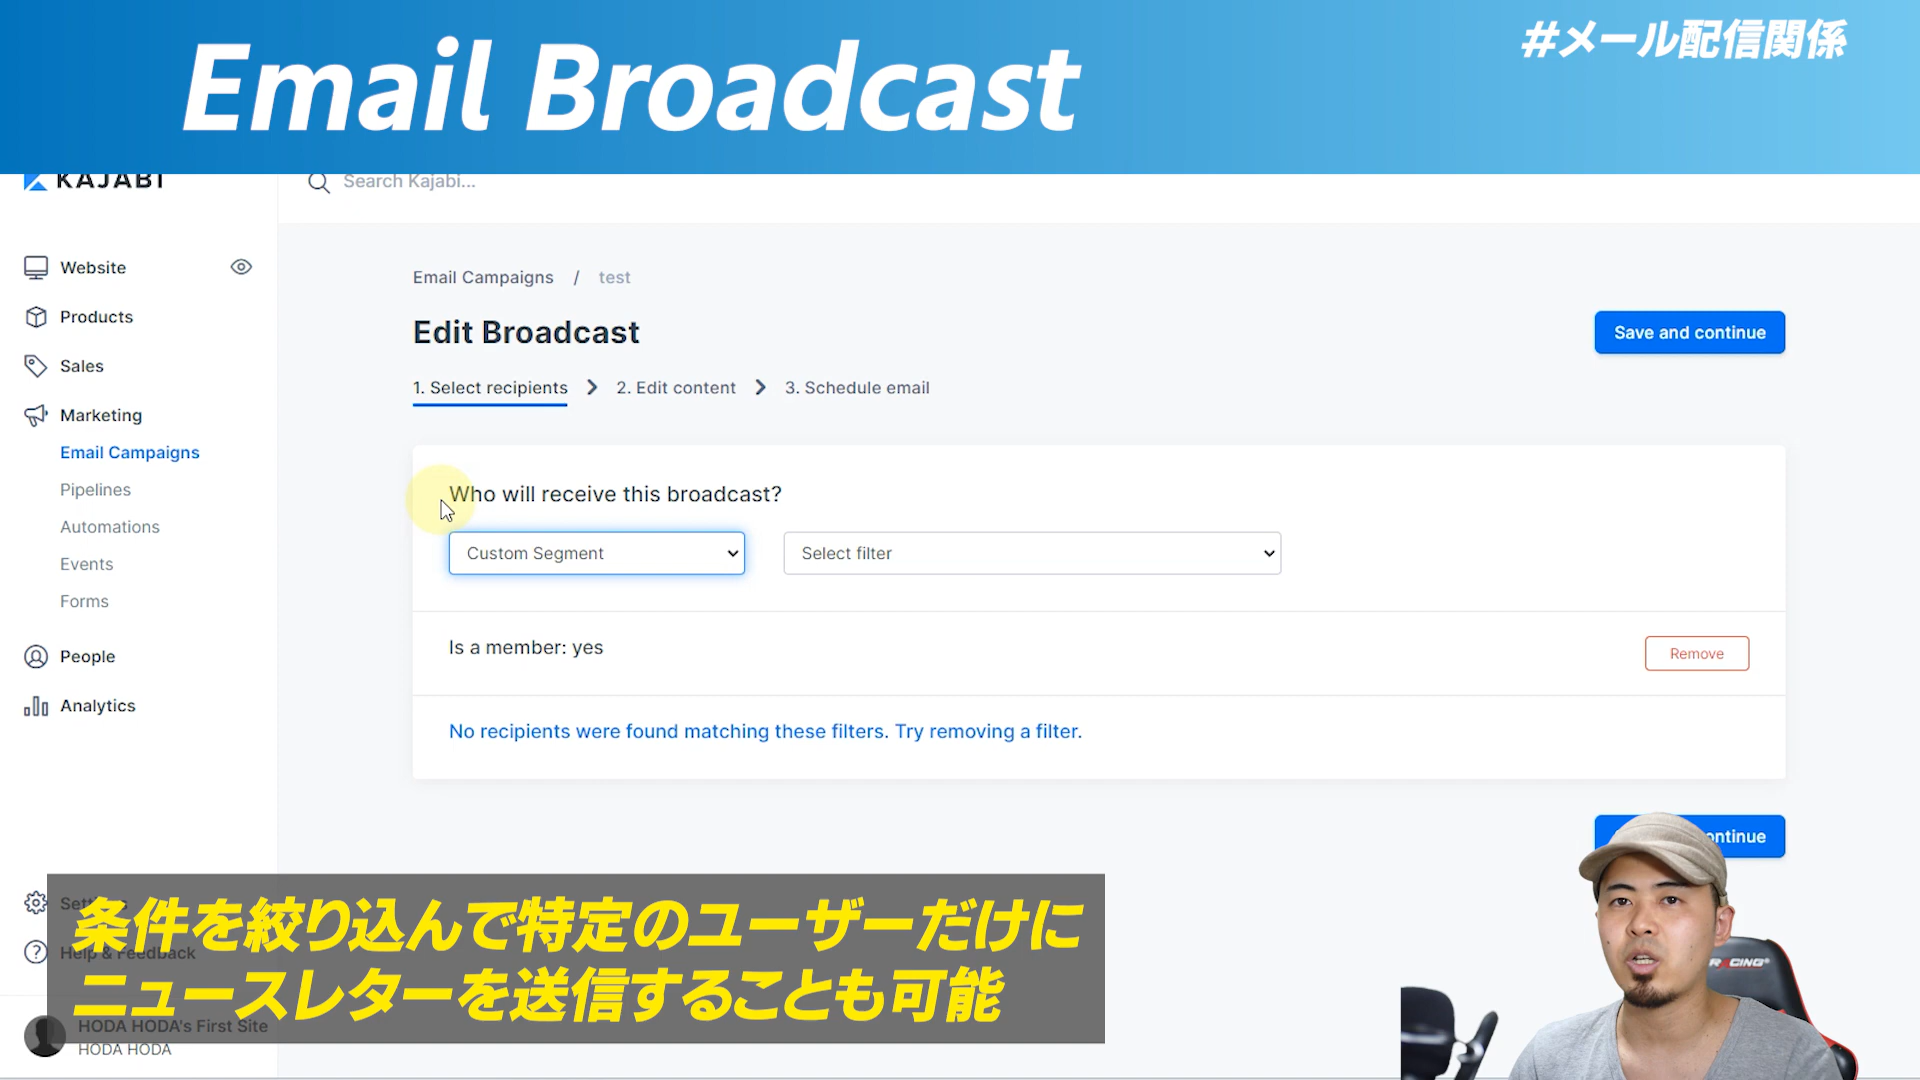 Email Broadcast
#メール配信関係
KAJABI
Search Kajabi...
Website
Products
Sales
Marketing
Email Campaigns
Pipelines
Automations
Events
Forms
People
Analytics
Settings
Help & Feedback
HODA HODA's First Site
HODA HODA
Email Campaigns / test
Edit Broadcast
Save and continue
1. Select recipients
2. Edit content
3. Schedule email
Who will receive this broadcast?
Custom Segment
Select filter
Is a member: yes
Remove
No recipients were found matching these filters. Try removing a filter.
continue
条件を絞り込んで特定のユーザーだけに
ニュースレターを送信することも可能
RACING